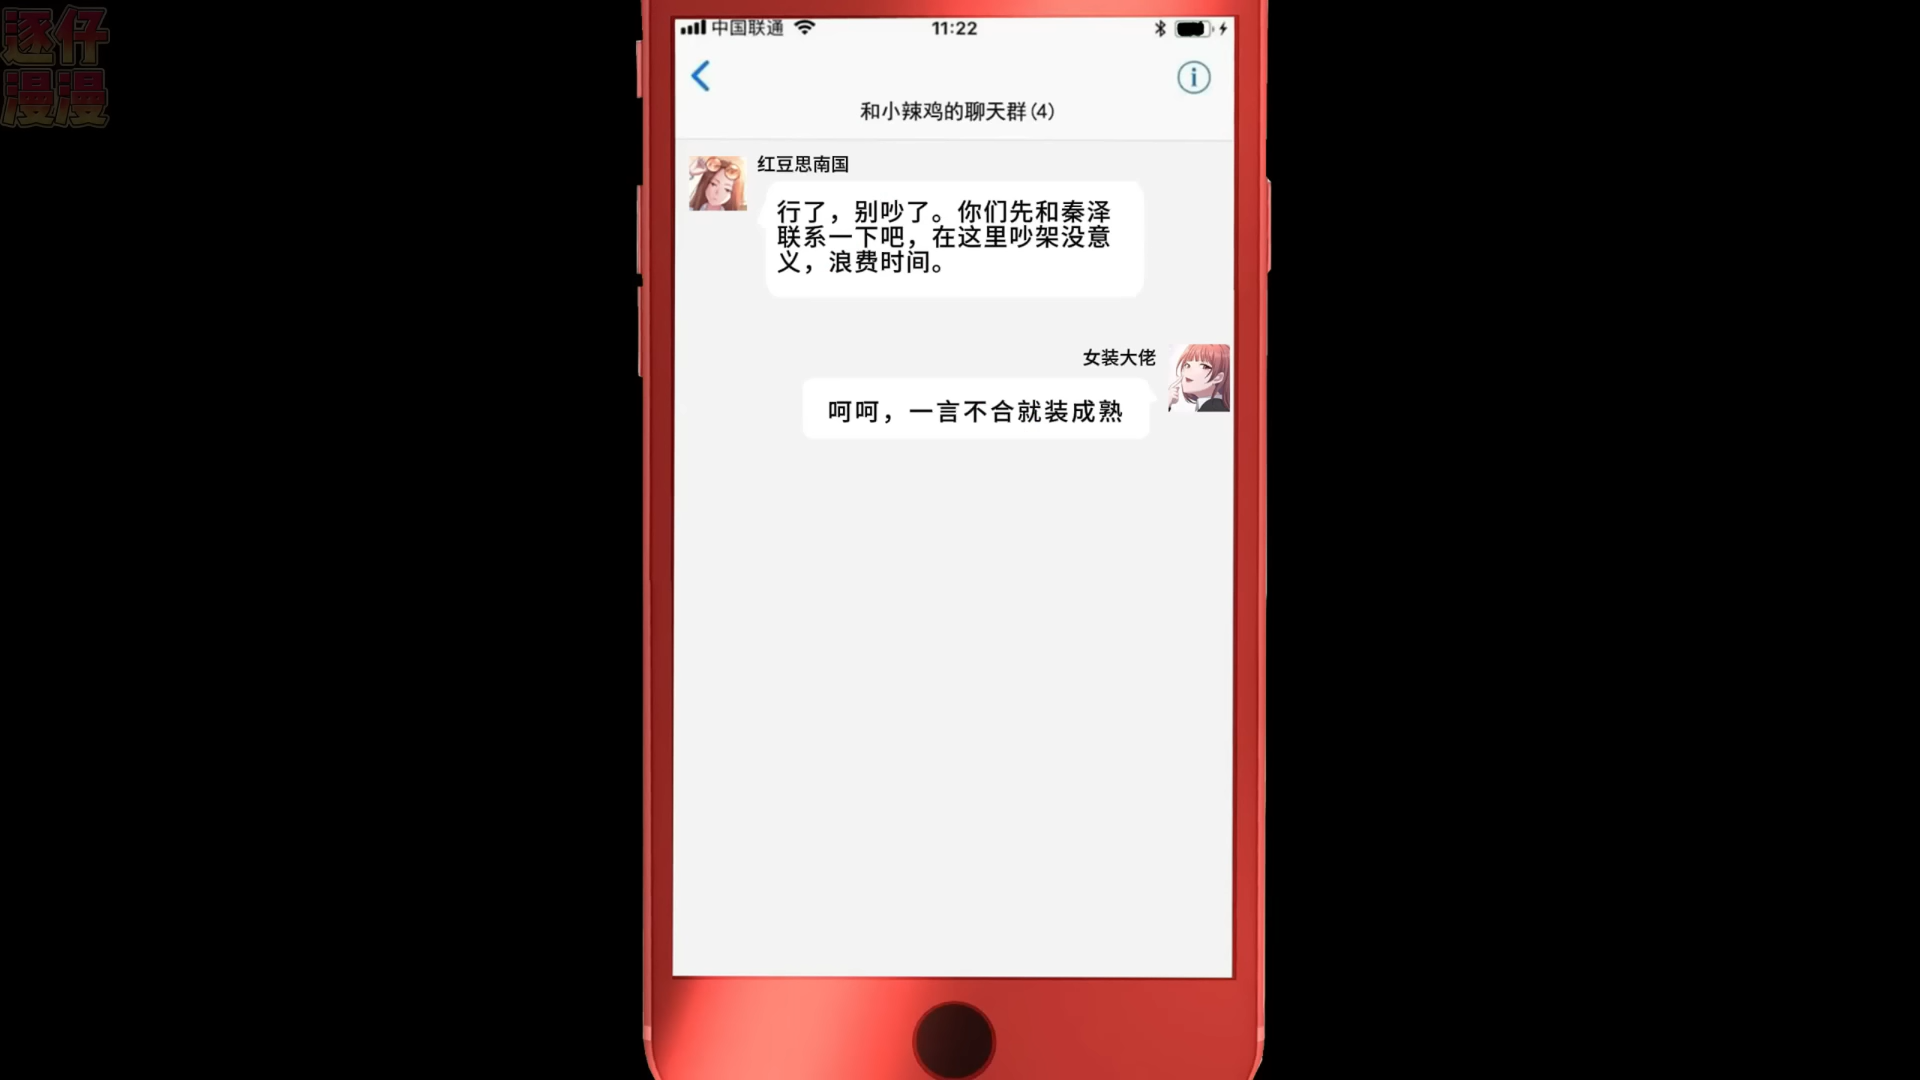 逐仔
漫漫
中国联通
11:22
和小辣鸡的聊天群(4)
红豆思南国
行了，别吵了。你们先和秦泽
联系一下吧，在这里吵架没意
义，浪费时间。
女装大佬
呵呵，一言不合就装成熟